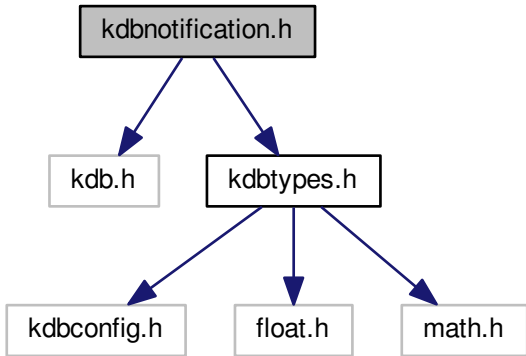 kdbnotification.h
kdb.h
kdbtypes.h
kdbconfig.h
float.h
math.h